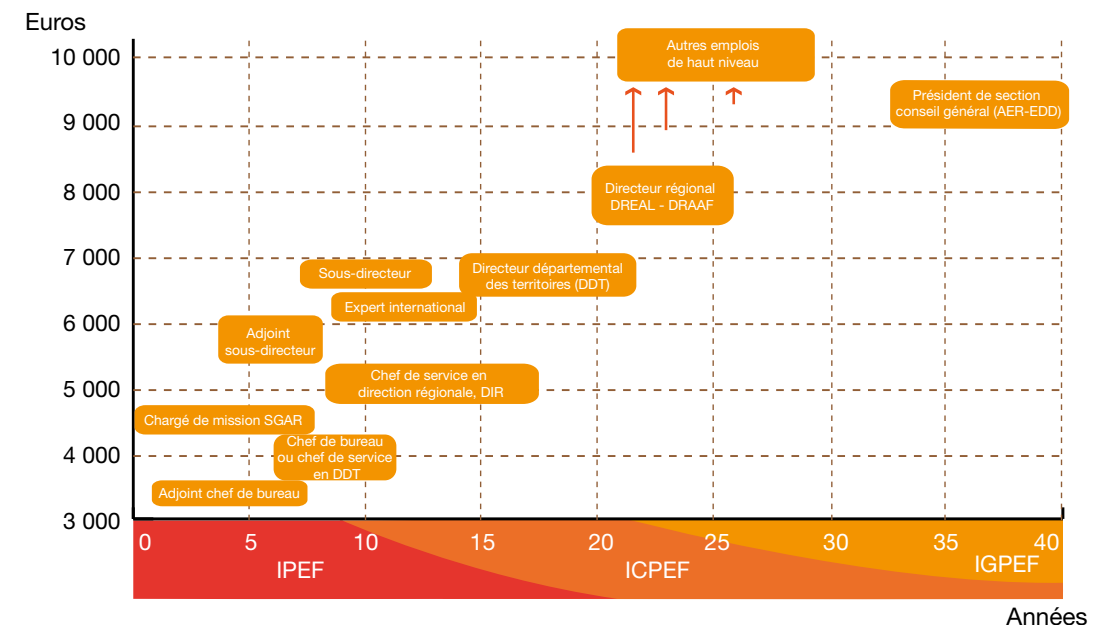 Euros
10 000
9 000
8 000
7 000
6 000
5 000
4 000
3 000
Autres emplois
de haut niveau
Président de section
conseil général (AER-EDD)
Directeur régional
DREAL - DRAAF
Sous-directeur
Directeur départemental
des territoires (DDT)
Expert international
Adjoint
sous-directeur
Chef de service en
direction régionale, DIR
Chargé de mission SGAR
Chef de bureau
ou chef de service
en DDT
Adjoint chef de bureau
0 5 10 15 20 25 30 35 40
IPEF ICPEF IGPEF
Années